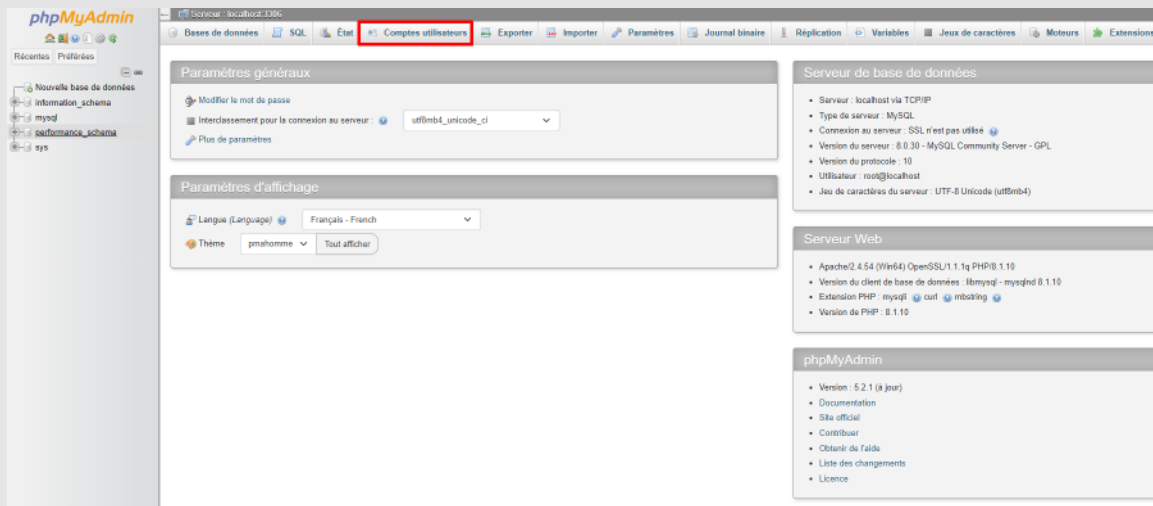 phpMyAdmin
Récentes Préférées
Nouvelle base de données
information_schema
mysql
performance_schema
sys
Serveur : localhost:3306
Bases de données SQL État Comptes utilisateurs Exporter Importer Paramètres Journal binaire Réplication Variables Jeux de caractères Moteurs Extensions
Paramètres généraux
Modifier le mot de passe
Interclassement pour la connexion au serveur : utf8mb4_unicode_ci
Plus de paramètres
Paramètres d'affichage
Langue (Language) Français - French
Thème pmahomme Tout afficher
Serveur de base de données
• Serveur : localhost via TCP/IP
• Type de serveur : MySQL
• Connexion au serveur : SSL n'est pas utilisé
• Version du serveur : 8.0.30 - MySQL Community Server - GPL
• Version du protocole : 10
• Utilisateur : root@localhost
• Jeu de caractères du serveur : UTF-8 Unicode (utf8mb4)
Serveur Web
• Apache/2.4.54 (Win64) OpenSSL/1.1.1q PHP/8.1.10
• Version du client de base de données : libmysql - mysqlnd 8.1.10
• Extension PHP : mysqli curl mbstring
• Version de PHP : 8.1.10
phpMyAdmin
• Version : 5.2.1 (à jour)
• Documentation
• Site officiel
• Contribuer
• Obtenir de l'aide
• Liste des changements
• Licence